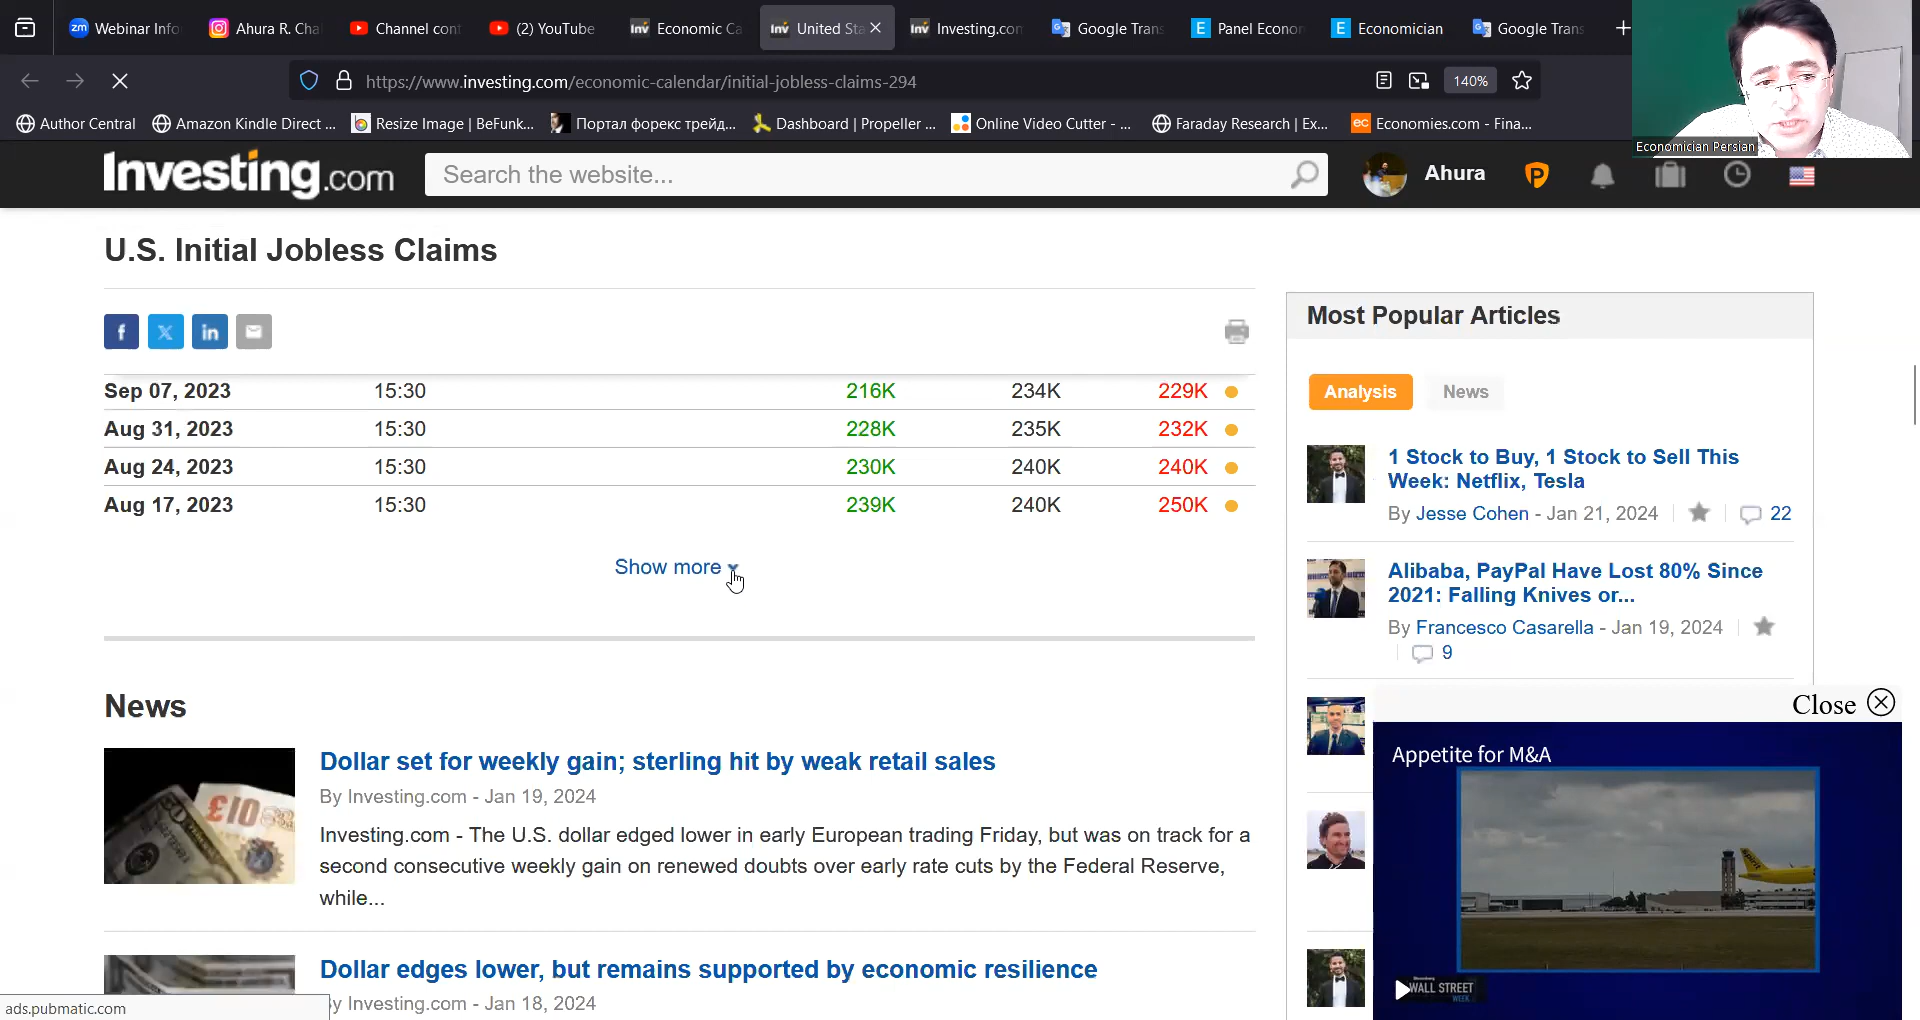 Webinar Info
Ahura R. Cha
Channel cont
(2) YouTube
Economic Ca
United Sta
Investing.con
Google Trans
Panel Econo
Economician
Google Trans
https://www.investing.com/economic-calendar/initial-jobless-claims-294
140%
Author Central
Amazon Kindle Direct ...
Resize Image | BeFunk...
Портал форекс трейд...
Dashboard | Propeller ...
Online Video Cutter - ...
Faraday Research | Ex...
Economies.com - Fina...
Economician Persian
Investing.com
Search the website...
Ahura
U.S. Initial Jobless Claims
Sep 07, 2023 15:30 216K 234K 229K
Aug 31, 2023 15:30 228K 235K 232K
Aug 24, 2023 15:30 230K 240K 240K
Aug 17, 2023 15:30 239K 240K 250K
Show more
News
Dollar set for weekly gain; sterling hit by weak retail sales
By Investing.com - Jan 19, 2024
Investing.com - The U.S. dollar edged lower in early European trading Friday, but was on track for a
second consecutive weekly gain on renewed doubts over early rate cuts by the Federal Reserve,
while...
Dollar edges lower, but remains supported by economic resilience
By Investing.com - Jan 18, 2024
ads.pubmatic.com
Most Popular Articles
Analysis
News
1 Stock to Buy, 1 Stock to Sell This
Week: Netflix, Tesla
By Jesse Cohen - Jan 21, 2024 22
Alibaba, PayPal Have Lost 80% Since
2021: Falling Knives or...
By Francesco Casarella - Jan 19, 2024
9
Close
Appetite for M&A
WALL STREET
WEEK